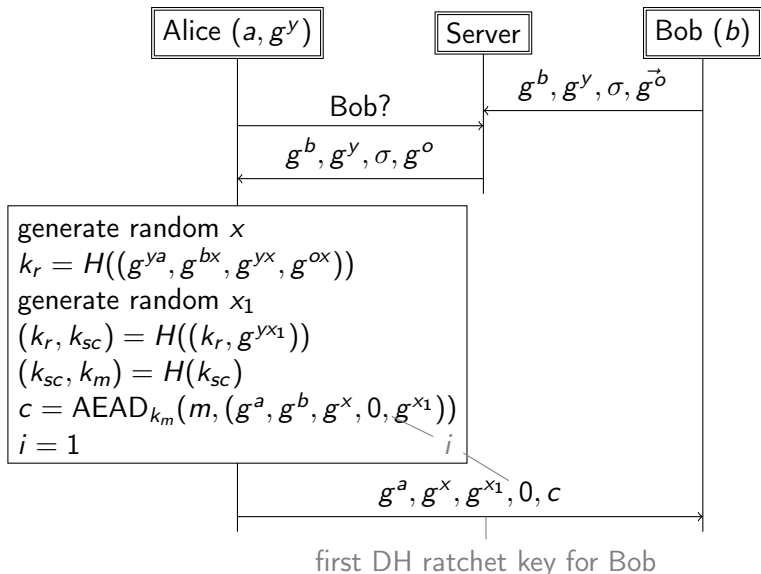 Alice (a, g^y)
Server
Bob (b)
g^b, g^y, σ, \vec{g^o}
Bob?
g^b, g^y, σ, g^o
generate random x
k_r = H((g^{ya}, g^{bx}, g^{yx}, g^{ox}))
generate random x_1
(k_r, k_{sc}) = H((k_r, g^{yx_1}))
(k_{sc}, k_m) = H(k_{sc})
c = AEAD_{k_m}(m, (g^a, g^b, g^x, 0, g^{x_1}))
i = 1
i
g^a, g^x, g^{x_1}, 0, c
first DH ratchet key for Bob